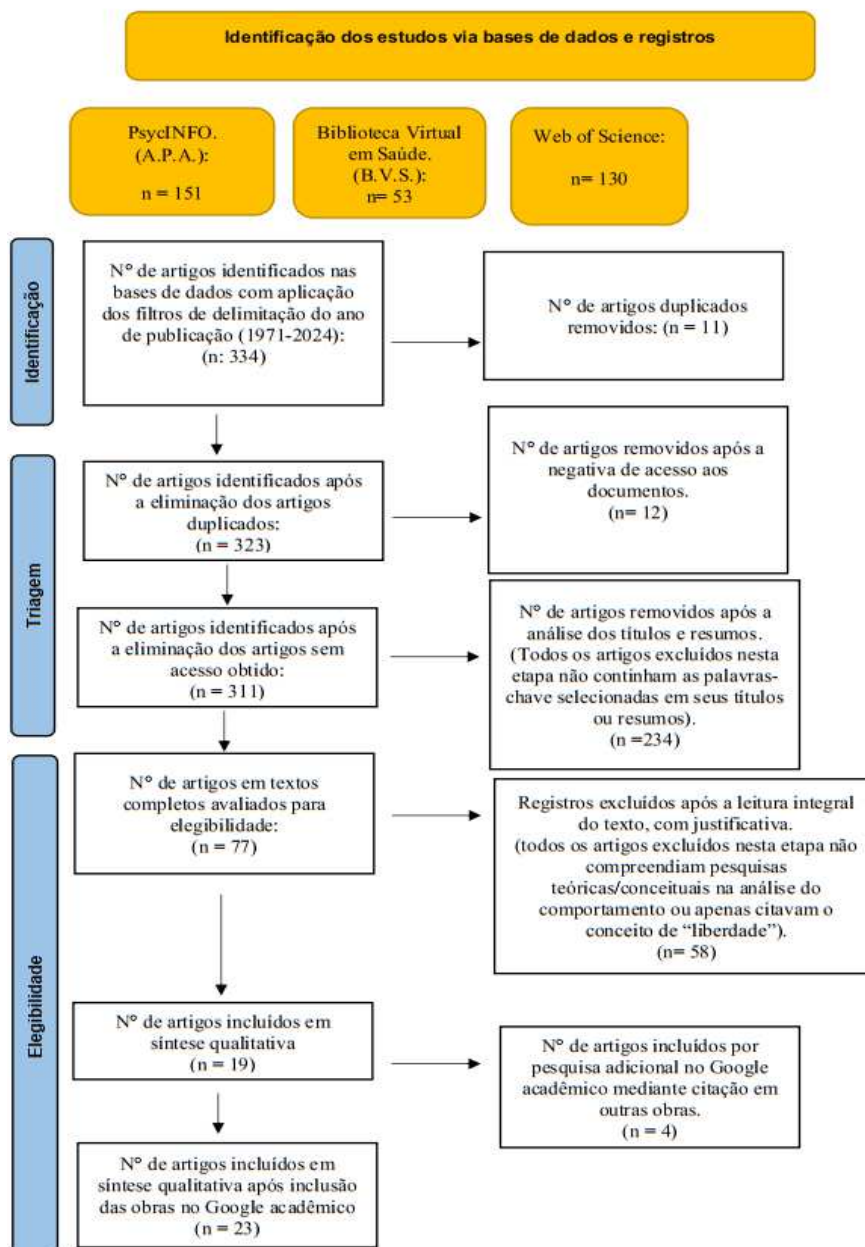 Identificação dos estudos via bases de dados e registros
PsycINFO.
(A.P.A.):
n = 151
Biblioteca Virtual
em Saúde.
(B.V.S.):
n= 53
Web of Science:
n= 130
Identificação
N° de artigos identificados nas
bases de dados com aplicação
dos filtros de delimitação do ano
de publicação (1971-2024):
(n: 334)
N° de artigos duplicados
removidos: (n = 11)
Triagem
N° de artigos identificados após
a eliminação dos artigos
duplicados:
(n = 323)
N° de artigos removidos após a
negativa de acesso aos
documentos.
(n= 12)
N° de artigos identificados após
a eliminação dos artigos sem
acesso obtido:
(n = 311)
N° de artigos removidos após a
análise dos títulos e resumos.
(Todos os artigos excluídos nesta
etapa não continham as palavras-
chave selecionadas em seus títulos
ou resumos).
(n =234)
Elegibilidade
N° de artigos em textos
completos avaliados para
elegibilidade:
(n = 77)
Registros excluídos após a leitura integral
do texto, com justificativa.
(todos os artigos excluídos nesta etapa não
compreendiam pesquisas
teóricas/conceituais na análise do
comportamento ou apenas citavam o
conceito de “liberdade”).
(n= 58)
N° de artigos incluídos em
síntese qualitativa
(n = 19)
N° de artigos incluídos por
pesquisa adicional no Google
acadêmico mediante citação em
outras obras.
(n = 4)
N° de artigos incluídos em
síntese qualitativa após inclusão
das obras no Google acadêmico
(n = 23)